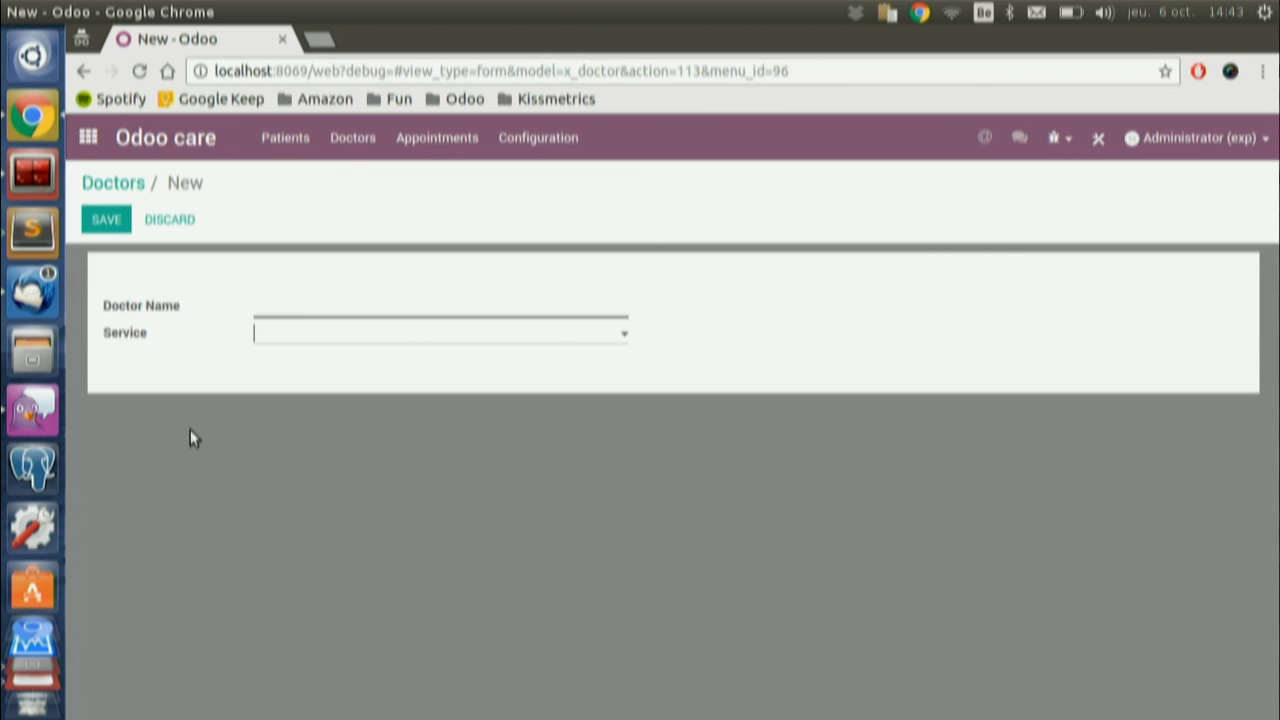 New - Odoo - Google Chrome
Be
jeu. 6 oct. 14:43
New - Odoo
localhost:8069/web?debug=#view_type=form&model=x_doctor&action=113&menu_id=96
Spotify Google Keep Amazon Fun Odoo Kissmetrics
Odoo care Patients Doctors Appointments Configuration @ Administrator (exp)
Doctors / New
SAVE DISCARD
Doctor Name
Service